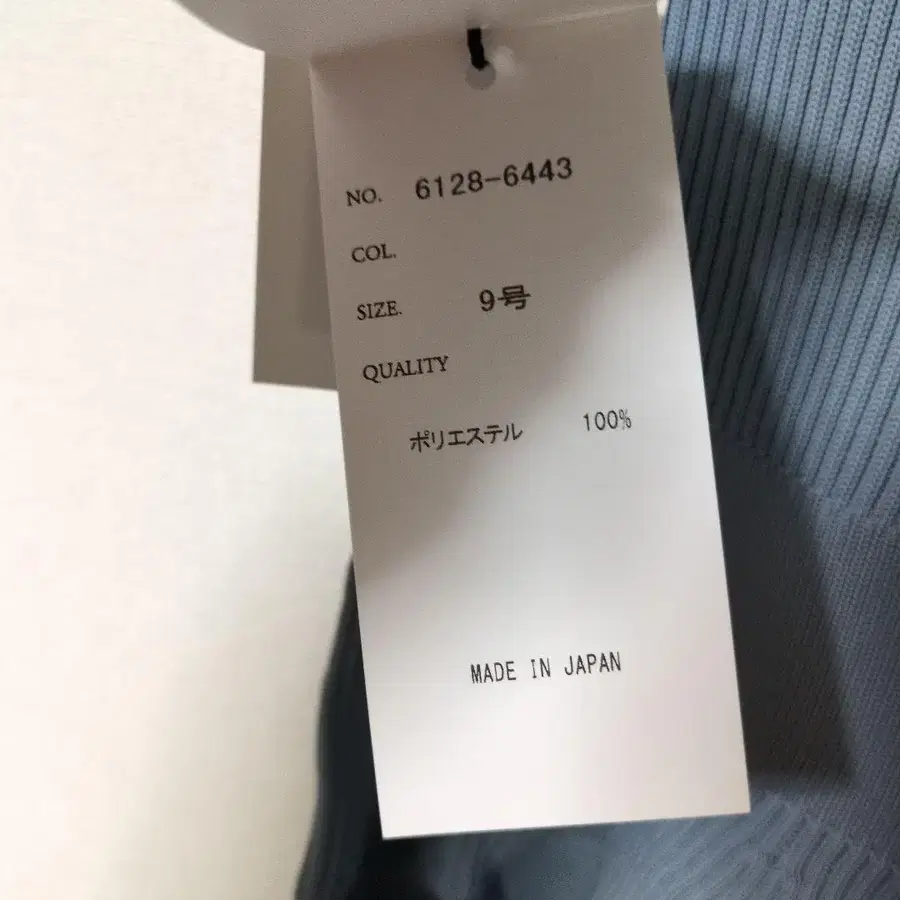 NO. 6128-6443
COL.
SIZE. 9号
QUALITY
ポリエステル 100%
MADE IN JAPAN